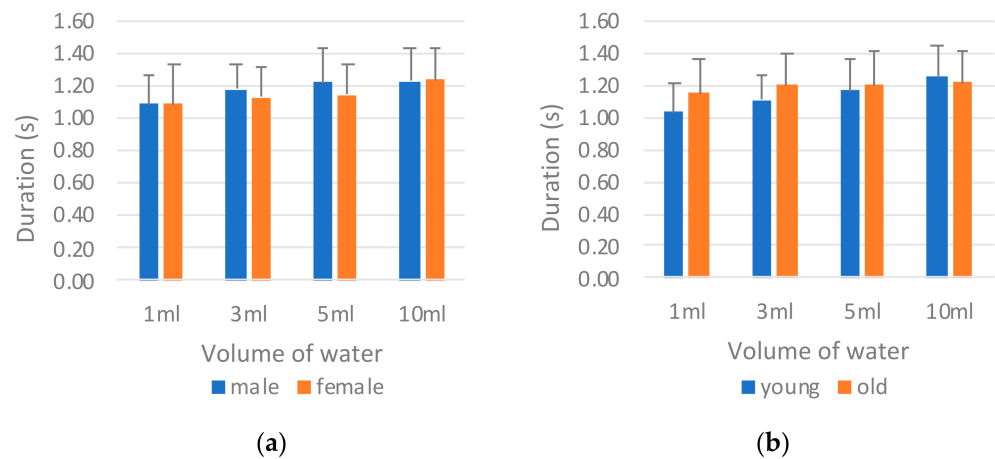 1.60
1.40
1.20
1.00
0.80
0.60
0.40
0.20
0.00
Duration (s)
1ml 3ml 5ml 10ml
Volume of water
male female
(a)
1.60
1.40
1.20
1.00
0.80
0.60
0.40
0.20
0.00
Duration (s)
1ml 3ml 5ml 10ml
Volume of water
young old
(b)